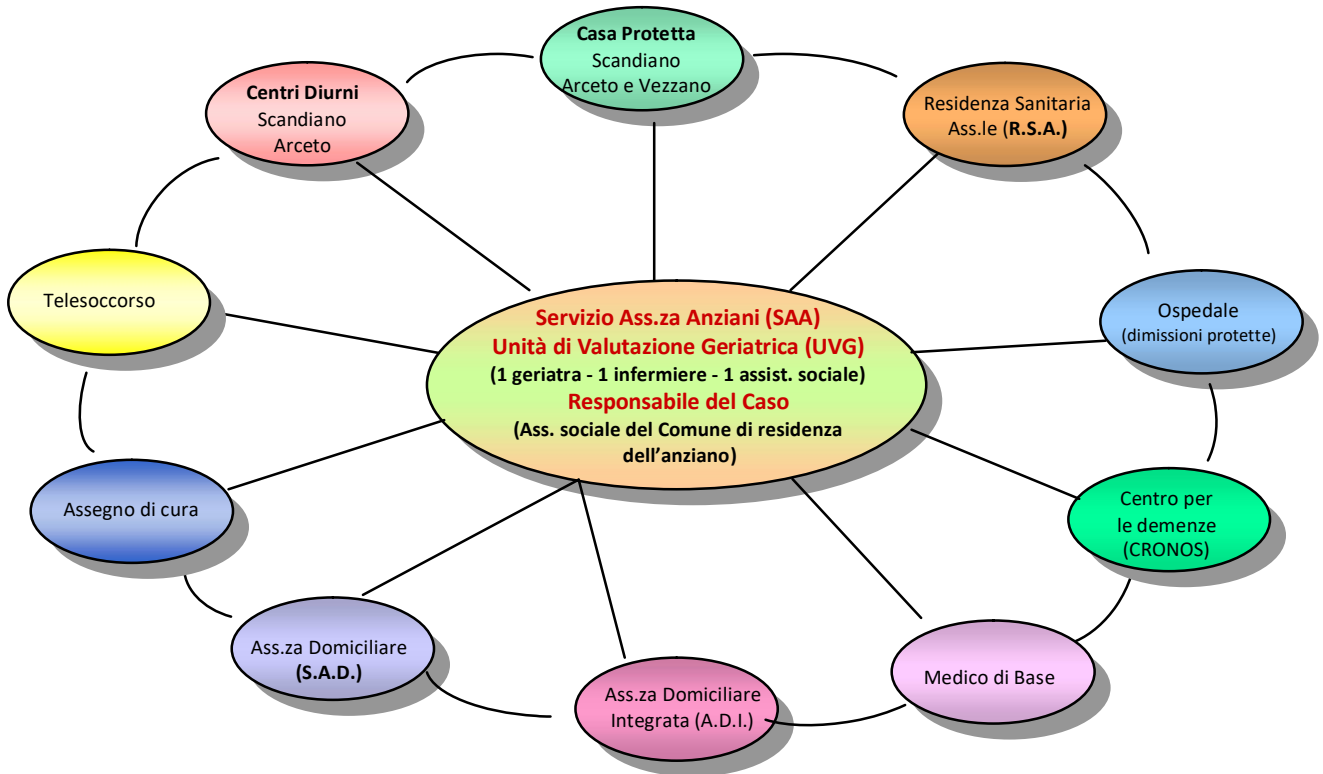 Casa Protetta
Scandiano
Arceto e Vezzano
Centri Diurni
Scandiano
Arceto
Residenza Sanitaria
Ass.le (R.S.A.)
Telesoccorso
Ospedale
(dimissioni protette)
Servizio Ass.za Anziani (SAA)
Unità di Valutazione Geriatrica (UVG)
(1 geriatra - 1 infermiere - 1 assist. sociale)
Responsabile del Caso
(Ass. sociale del Comune di residenza
dell’anziano)
Assegno di cura
Centro per
le demenze
(CRONOS)
Ass.za Domiciliare
(S.A.D.)
Ass.za Domiciliare
Integrata (A.D.I.)
Medico di Base